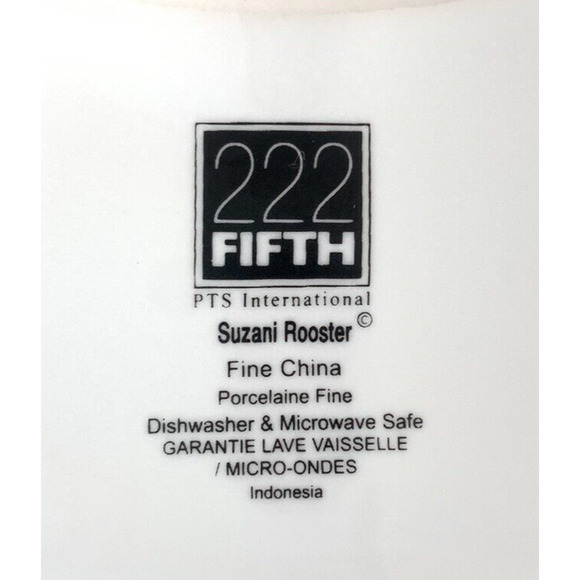 222
FIFTH
PTS International
Suzani Rooster ©
Fine China
Porcelaine Fine
Dishwasher & Microwave Safe
GARANTIE LAVE VAISSELLE
/ MICRO-ONDES
Indonesia